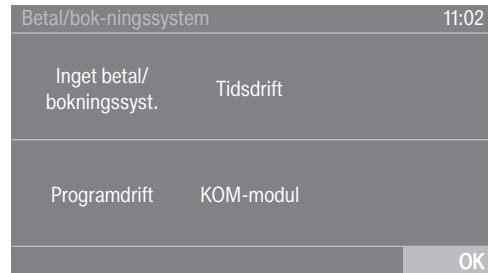 Betal/bok-ningssystem 11:02
Inget betal/
bokningssyst.
Tidsdrift
Programdrift KOM-modul
OK